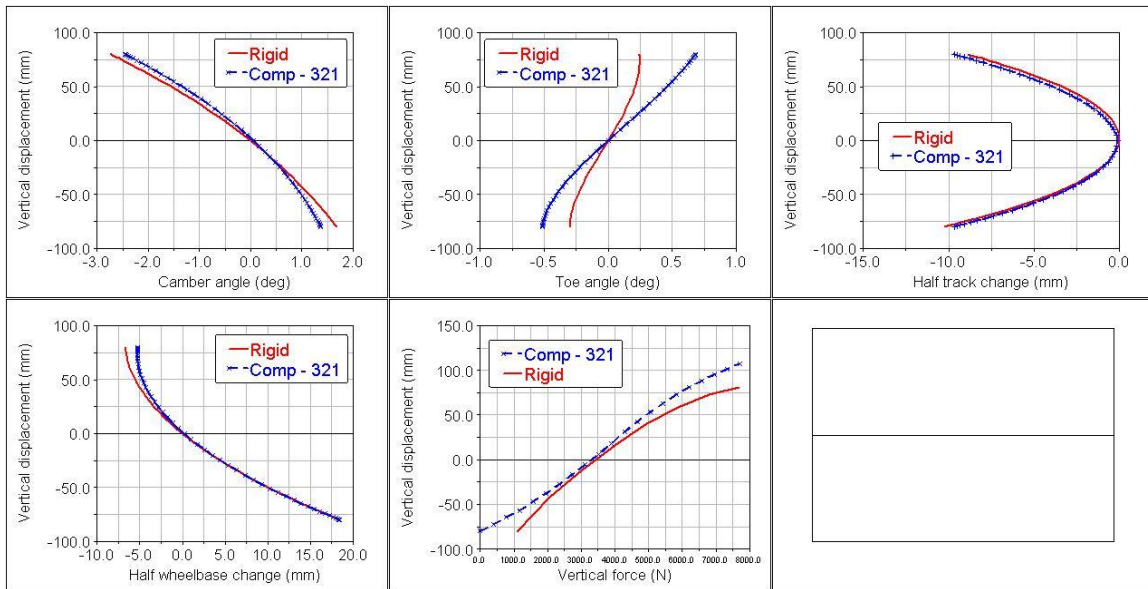 100.0
50.0
0.0
-50.0
-100.0
Vertical displacement (mm)
Rigid
Comp - 321
-3.0 -2.0 -1.0 0.0 1.0 2.0
Camber angle (deg)
100.0
50.0
0.0
-50.0
-100.0
Vertical displacement (mm)
Rigid
Comp - 321
-1.0 -0.5 0.0 0.5 1.0
Toe angle (deg)
100.0
50.0
0.0
-50.0
-100.0
Vertical displacement (mm)
Rigid
Comp - 321
-15.0 -10.0 -5.0 0.0
Half track change (mm)
100.0
50.0
0.0
-50.0
-100.0
Vertical displacement (mm)
Rigid
Comp - 321
-10.0 -5.0 0.0 5.0 10.0 15.0 20.0
Half wheelbase change (mm)
150.0
100.0
50.0
0.0
-50.0
-100.0
Vertical displacement (mm)
Comp - 321
Rigid
0.0 1000.0 2000.0 3000.0 4000.0 5000.0 6000.0 7000.0 8000.0
Vertical force (N)